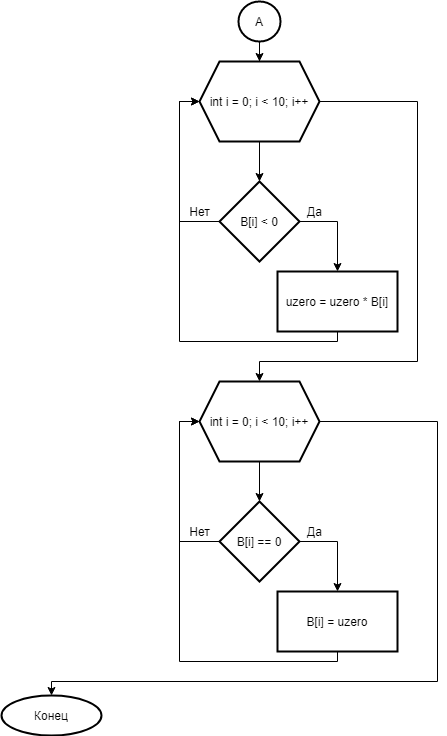 A
int i = 0; i < 10; i++
Нет
Да
B[i] < 0
uzero = uzero * B[i]
int i = 0; i < 10; i++
Нет
Да
B[i] == 0
B[i] = uzero
Конец